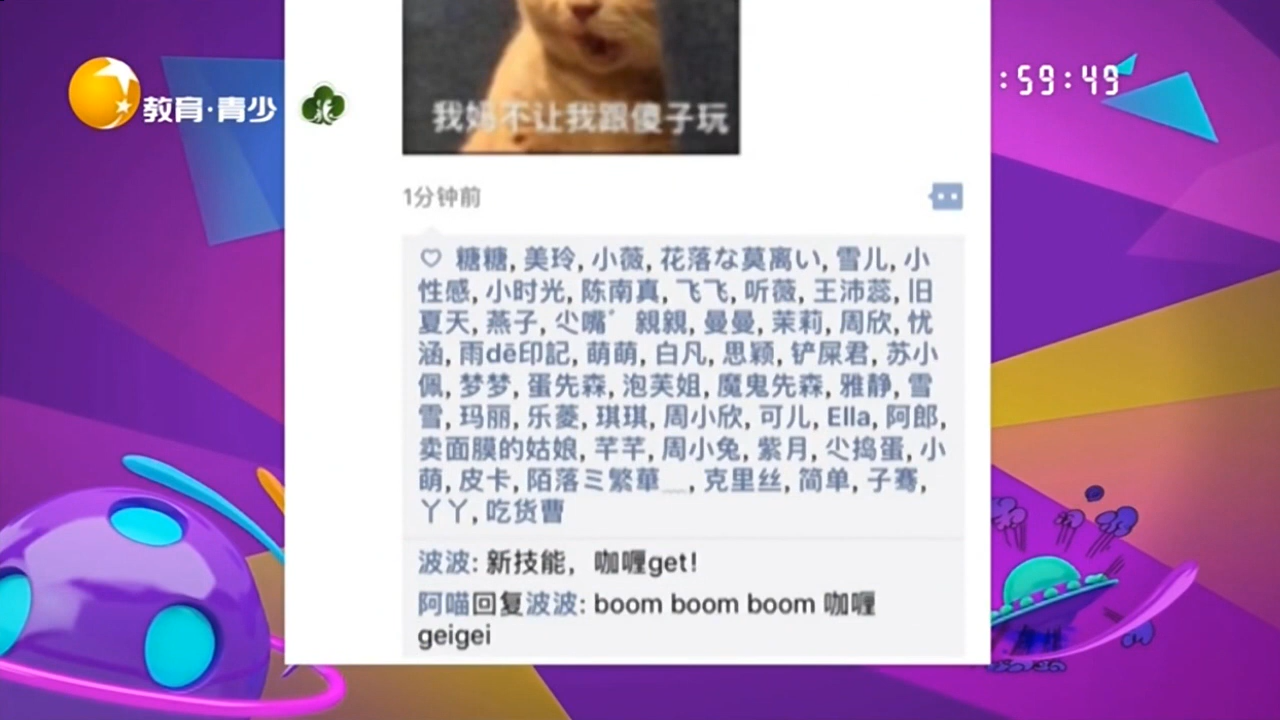 教育·青少
:59:49
我妈不让我跟傻子玩
1分钟前
♡ 糖糖, 美玲, 小薇, 花落な莫离い, 雪儿, 小
性感, 小时光, 陈南真, 飞飞, 听薇, 王沛蕊, 旧
夏天, 燕子, 尐嘴゛親親, 曼曼, 茉莉, 周欣, 忧
涵, 雨dē印記, 萌萌, 白凡, 思颖, 铲屎君, 苏小
佩, 梦梦, 蛋先森, 泡芙姐, 魔鬼先森, 雅静, 雪
雪, 玛丽, 乐菱, 琪琪, 周小欣, 可儿, Ella, 阿郎,
卖面膜的姑娘, 芊芊, 周小兔, 紫月, 尐捣蛋, 小
萌, 皮卡, 陌落ミ繁華__, 克里丝, 简单, 子骞,
丫丫, 吃货曹
波波: 新技能，咖喱get!
阿喵回复波波: boom boom boom 咖喱
geigei